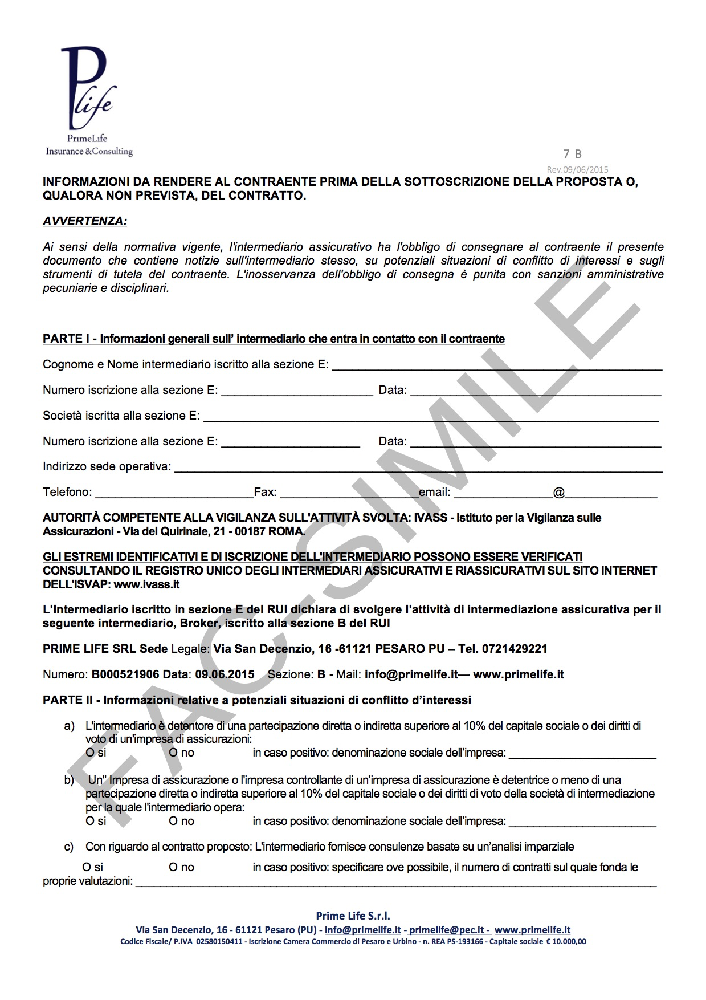 Plife
PrimeLife
Insurance &Consulting
7 B
Rev.09/06/2015
INFORMAZIONI DA RENDERE AL CONTRAENTE PRIMA DELLA SOTTOSCRIZIONE DELLA PROPOSTA O,
QUALORA NON PREVISTA, DEL CONTRATTO.
AVVERTENZA:
Ai sensi della normativa vigente, l'intermediario assicurativo ha l'obbligo di consegnare al contraente il presente
documento che contiene notizie sull'intermediario stesso, su potenziali situazioni di conflitto di interessi e sugli
strumenti di tutela del contraente. L'inosservanza dell'obbligo di consegna è punita con sanzioni amministrative
pecuniarie e disciplinari.
PARTE I - Informazioni generali sull’ intermediario che entra in contatto con il contraente
Cognome e Nome intermediario iscritto alla sezione E: ____
Numero iscrizione alla sezione E: ____ Data: ____
Società iscritta alla sezione E: ____
Numero iscrizione alla sezione E: ____ Data: ____
Indirizzo sede operativa: ____
Telefono: ____Fax: ____email: ____@____
AUTORITÀ COMPETENTE ALLA VIGILANZA SULL'ATTIVITÀ SVOLTA: IVASS - Istituto per la Vigilanza sulle
Assicurazioni - Via del Quirinale, 21 - 00187 ROMA.
GLI ESTREMI IDENTIFICATIVI E DI ISCRIZIONE DELL'INTERMEDIARIO POSSONO ESSERE VERIFICATI
CONSULTANDO IL REGISTRO UNICO DEGLI INTERMEDIARI ASSICURATIVI E RIASSICURATIVI SUL SITO INTERNET
DELL'ISVAP: www.ivass.it
L’Intermediario iscritto in sezione E del RUI dichiara di svolgere l’attività di intermediazione assicurativa per il
seguente intermediario, Broker, iscritto alla sezione B del RUI
PRIME LIFE SRL Sede Legale: Via San Decenzio, 16 -61121 PESARO PU – Tel. 0721429221
Numero: B000521906 Data: 09.06.2015 Sezione: B - Mail: info@primelife.it— www.primelife.it
PARTE II - Informazioni relative a potenziali situazioni di conflitto d’interessi
a) L'intermediario è detentore di una partecipazione diretta o indiretta superiore al 10% del capitale sociale o dei diritti di
voto di un'impresa di assicurazioni:
O si O no in caso positivo: denominazione sociale dell’impresa: ____
b) Un” Impresa di assicurazione o l'impresa controllante di un’impresa di assicurazione è detentrice o meno di una
partecipazione diretta o indiretta superiore al 10% del capitale sociale o dei diritti di voto della società di intermediazione
per la quale l'intermediario opera:
O si O no in caso positivo: denominazione sociale dell’impresa: ____
c) Con riguardo al contratto proposto: L'intermediario fornisce consulenze basate su un’analisi imparziale
O si O no in caso positivo: specificare ove possibile, il numero di contratti sul quale fonda le
proprie valutazioni: ____
FAC-SIMILE
Prime Life S.r.l.
Via San Decenzio, 16 - 61121 Pesaro (PU) - info@primelife.it - primelife@pec.it - www.primelife.it
Codice Fiscale/ P.IVA 02580150411 - Iscrizione Camera Commercio di Pesaro e Urbino - n. REA PS-193166 - Capitale sociale € 10.000,00